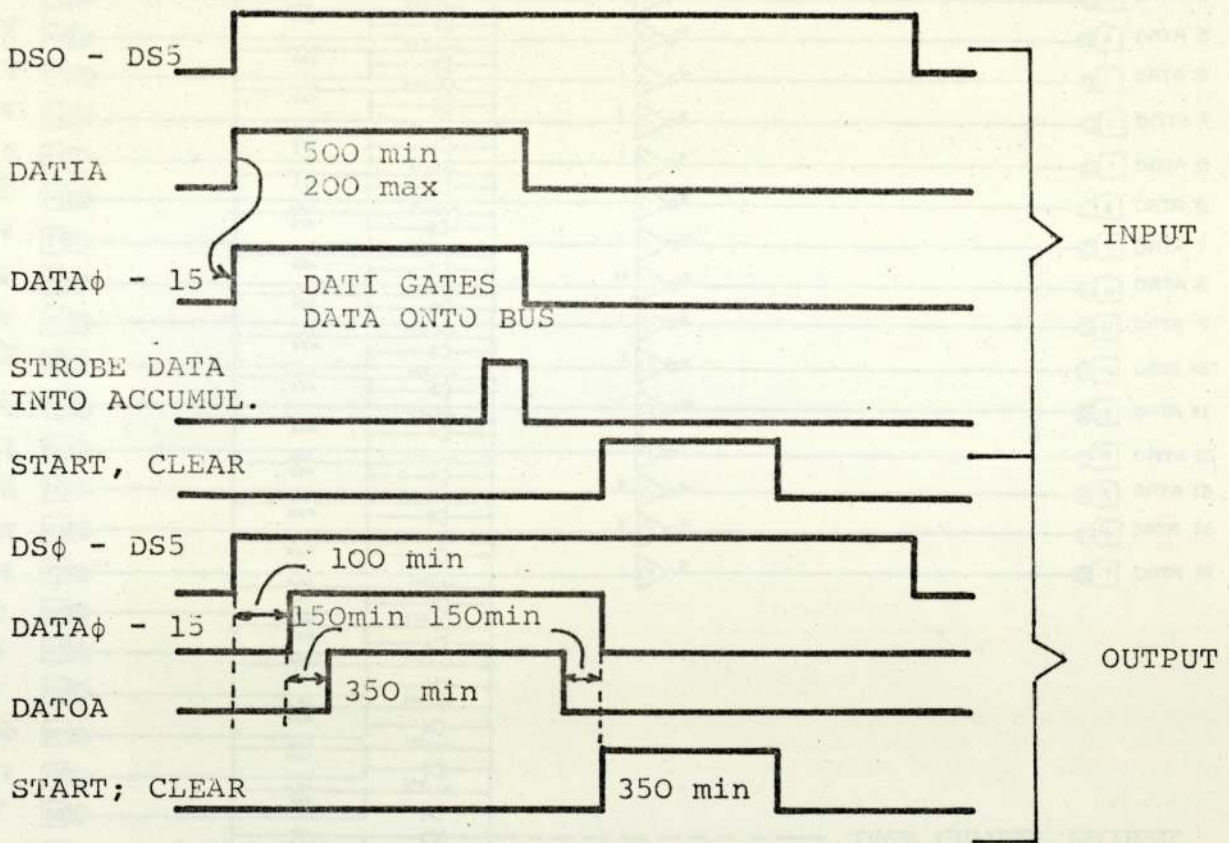 DSO - DS5
DATIA
500 min
200 max
DATAϕ - 15
DATI GATES
DATA ONTO BUS
STROBE DATA
INTO ACCUMUL.
START, CLEAR
INPUT
DSϕ - DS5
100 min
DATAϕ - 15
150min 150min
DATOA
350 min
START; CLEAR
350 min
OUTPUT